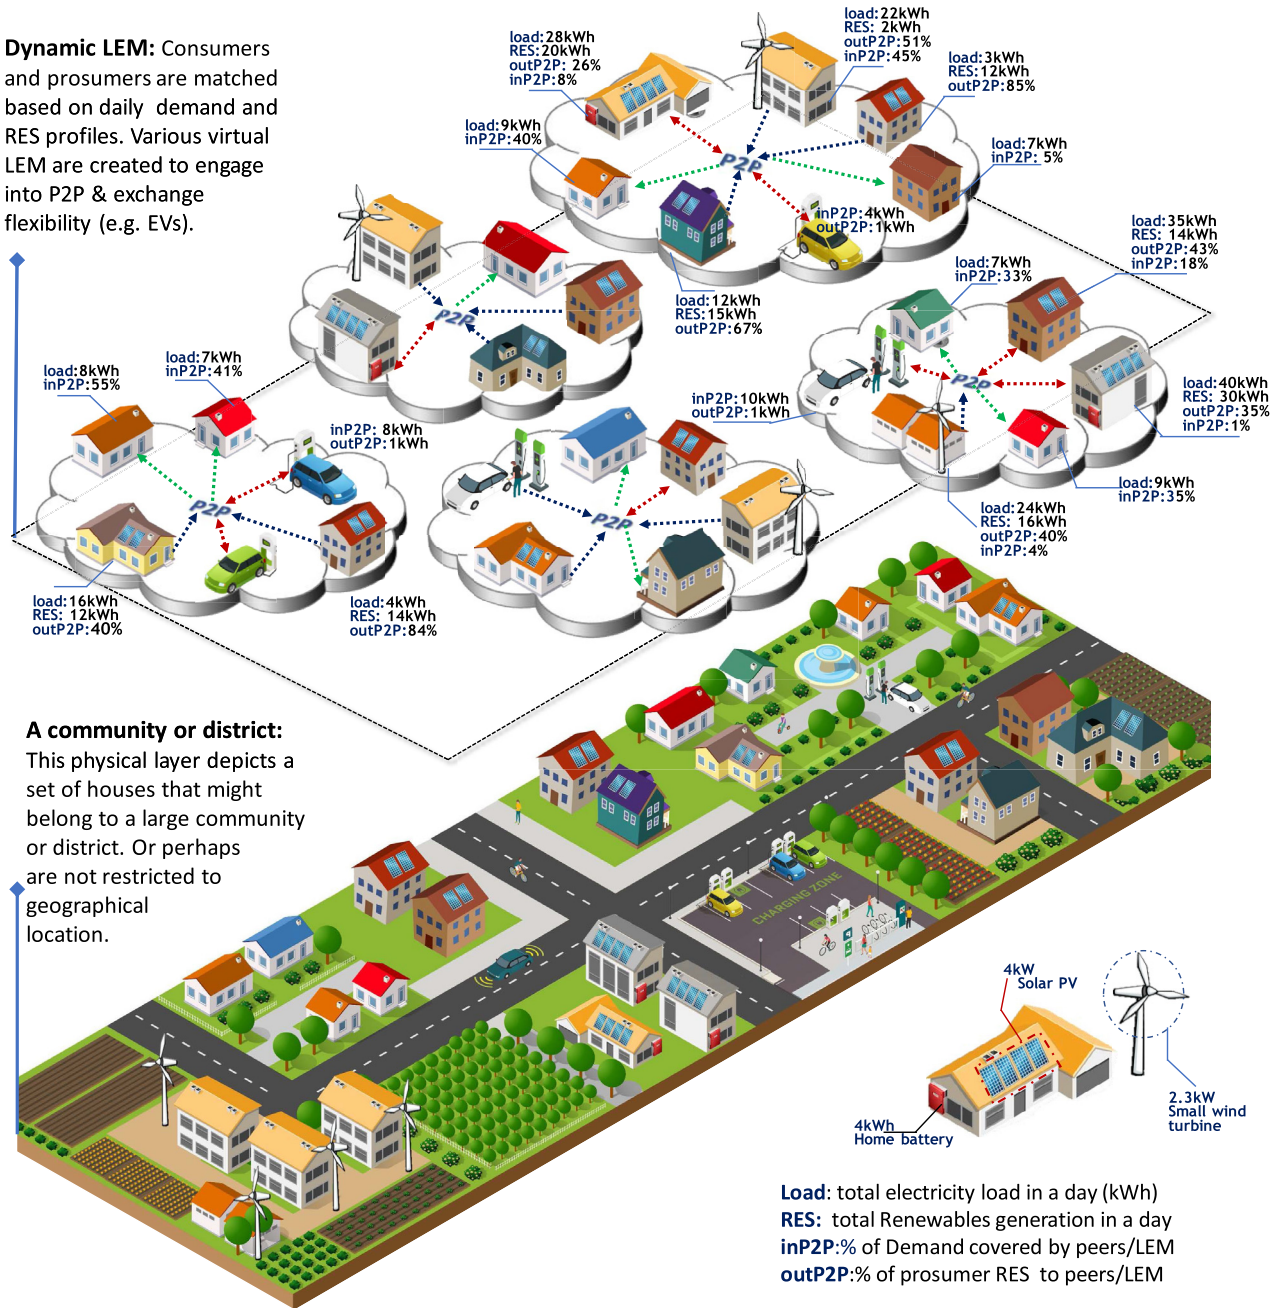 Dynamic LEM: Consumers
and prosumers are matched
based on daily demand and
RES profiles. Various virtual
LEM are created to engage
into P2P & exchange
flexibility (e.g. EVs).
load:28kWh
RES:20kWh
outP2P: 26%
inP2P:8%
load:22kWh
RES: 2kWh
outP2P:51%
inP2P:45%
load:3kWh
RES:12kWh
outP2P:85%
load:9kWh
inP2P:40%
load:7kWh
inP2P: 5%
P2P
inP2P:4kWh
outP2P:1kWh
load:12kWh
RES:15kWh
outP2P:67%
load:35kWh
RES: 14kWh
outP2P:43%
inP2P:18%
load:7kWh
inP2P:33%
P2P
P2P
load:40kWh
RES: 30kWh
outP2P:35%
inP2P:1%
inP2P: 10kWh
outP2P:1kWh
load:9kWh
inP2P:35%
load:24kWh
RES: 16kWh
outP2P:40%
inP2P:4%
load:8kWh
inP2P:55%
load:7kWh
inP2P:41%
inP2P: 8kWh
outP2P:1kWh
P2P
P2P
load:16kWh
RES: 12kWh
outP2P:40%
load:4kWh
RES: 14kWh
outP2P:84%
A community or district:
This physical layer depicts a
set of houses that might
belong to a large community
or district. Or perhaps
are not restricted to
geographical
location.
CHARGING ZONE
4kW
Solar PV
2.3kW
Small wind
turbine
4kWh
Home battery
Load: total electricity load in a day (kWh)
RES: total Renewables generation in a day
inP2P:% of Demand covered by peers/LEM
outP2P:% of prosumer RES to peers/LEM